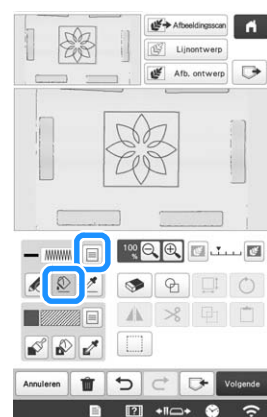 Afbeeldingsscan
Lijnontwerp
Afb. ontwerp
100
%
Annuleren
Volgende